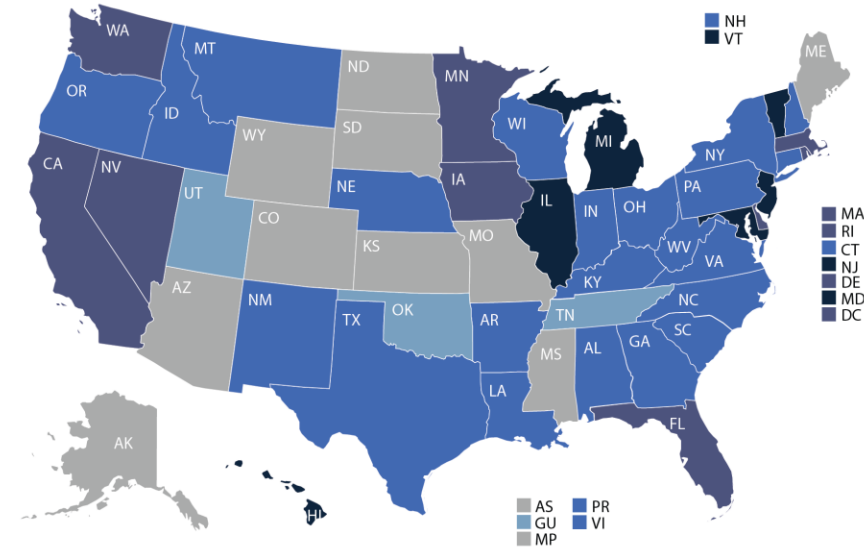 NH
VT
WA
MT
ND
MN
ME
OR
ID
WI
MI
SD
WY
NY
CA
NV
IA
NE
PA
UT
IL
IN
OH
CO
MO
KS
WV
VA
KY
MA
RI
CT
NJ
DE
MD
DC
AZ
NM
OK
TX
AR
TN
NC
SC
MS
AL
GA
LA
FL
AK
HI
AS
PR
GU
VI
MP